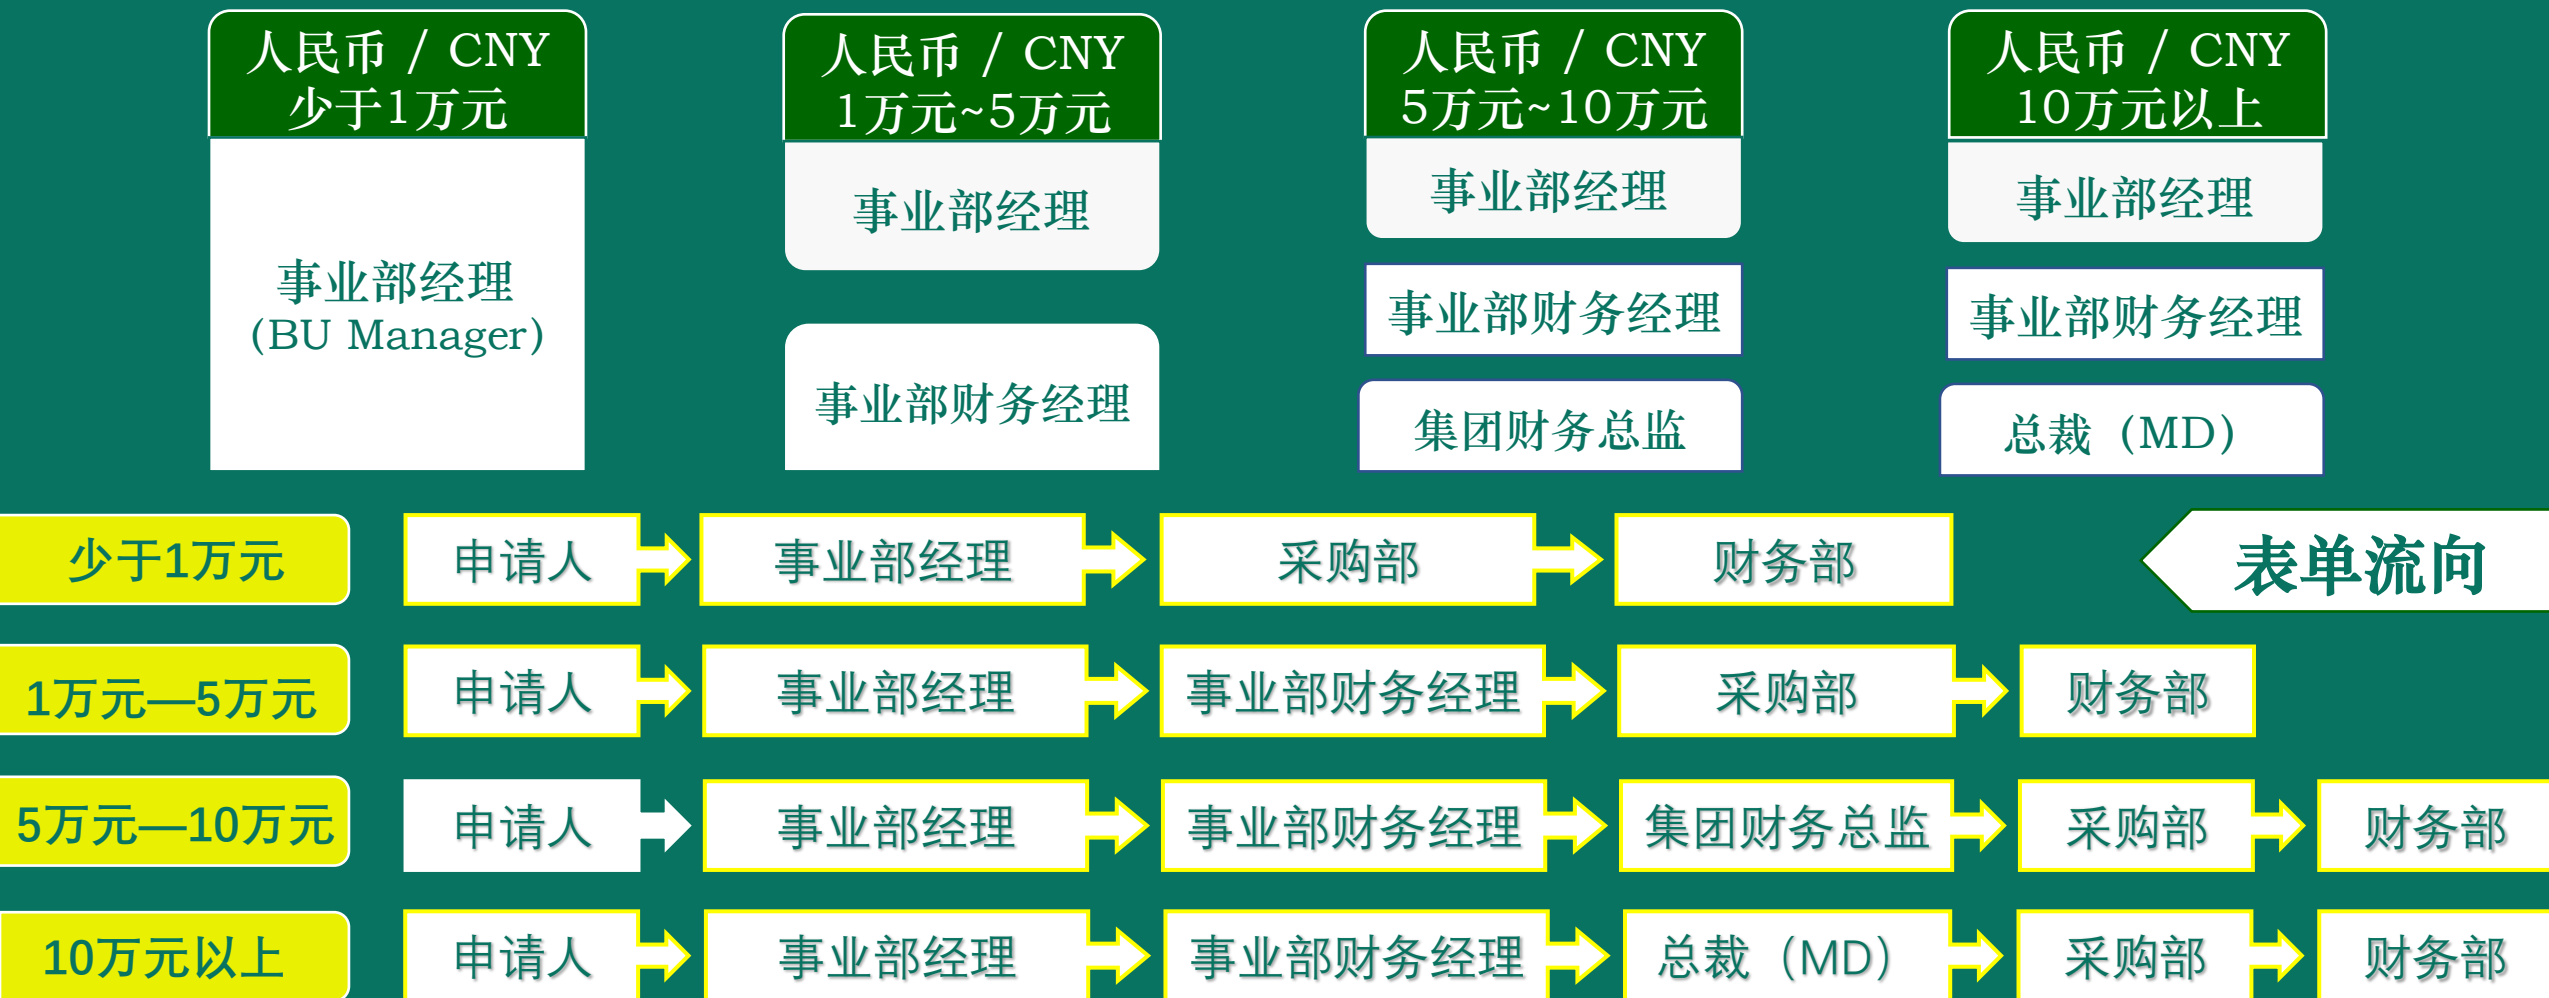 人民币 / CNY
少于1万元
人民币 / CNY
1万元~5万元
人民币 / CNY
5万元~10万元
人民币 / CNY
10万元以上
事业部经理
(BU Manager)
事业部经理
事业部财务经理
事业部经理
事业部财务经理
集团财务总监
事业部经理
事业部财务经理
总裁（MD）
表单流向
少于1万元
申请人
事业部经理
采购部
财务部
1万元—5万元
申请人
事业部经理
事业部财务经理
采购部
财务部
5万元—10万元
申请人
事业部经理
事业部财务经理
集团财务总监
采购部
财务部
10万元以上
申请人
事业部经理
事业部财务经理
总裁（MD）
采购部
财务部